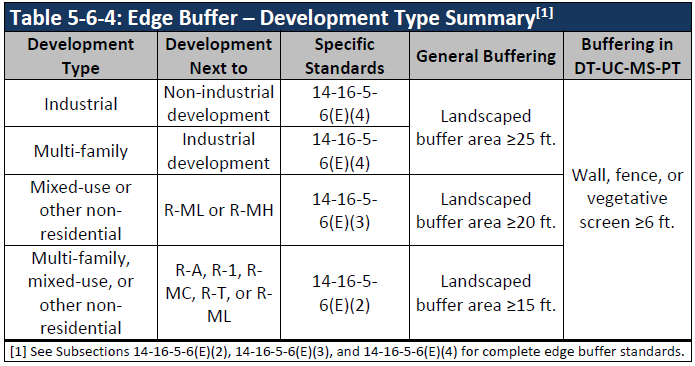 Table 5-6-4: Edge Buffer – Development Type Summary[1]
Development
Type
Development
Next to
Specific
Standards
General Buffering
Buffering in
DT-UC-MS-PT
Industrial
Non-industrial
development
14-16-5-
6(E)(4)
Landscaped
buffer area ≥25 ft.
Wall, fence, or
vegetative
screen ≥6 ft.
Multi-family
Industrial
development
14-16-5-
6(E)(4)
Mixed-use or
other non-
residential
R-ML or R-MH
14-16-5-
6(E)(3)
Landscaped
buffer area ≥20 ft.
Multi-family,
mixed-use, or
other non-
residential
R-A, R-1, R-
MC, R-T, or R-
ML
14-16-5-
6(E)(2)
Landscaped
buffer area ≥15 ft.
[1] See Subsections 14-16-5-6(E)(2), 14-16-5-6(E)(3), and 14-16-5-6(E)(4) for complete edge buffer standards.